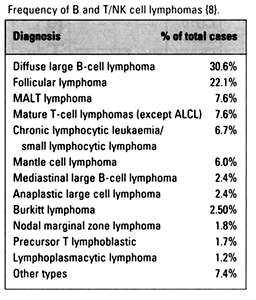 Frequency of B and T/NK cell lymphomas {8}.
Diagnosis % of total cases
Diffuse large B-cell lymphoma 30.6%
Follicular lymphoma 22.1%
MALT lymphoma 7.6%
Mature T-cell lymphomas (except ALCL) 7.6%
Chronic lymphocytic leukaemia/ 6.7%
small lymphocytic lymphoma
Mantle cell lymphoma 6.0%
Mediastinal large B-cell lymphoma 2.4%
Anaplastic large cell lymphoma 2.4%
Burkitt lymphoma 2.50%
Nodal marginal zone lymphoma 1.8%
Precursor T lymphoblastic 1.7%
Lymphoplasmacytic lymphoma 1.2%
Other types 7.4%